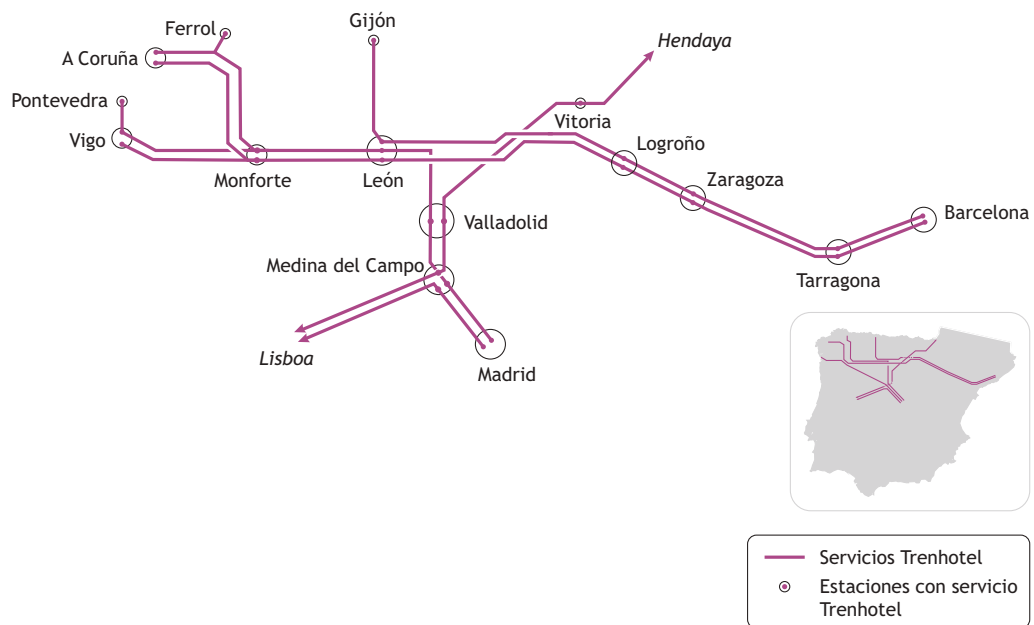 Gijón
Ferrol
Hendaya
A Coruña
Pontevedra
Vitoria
Vigo
Logroño
Monforte
León
Zaragoza
Barcelona
Valladolid
Medina del Campo
Tarragona
Lisboa
Madrid
Servicios Trenhotel
Estaciones con servicio
Trenhotel